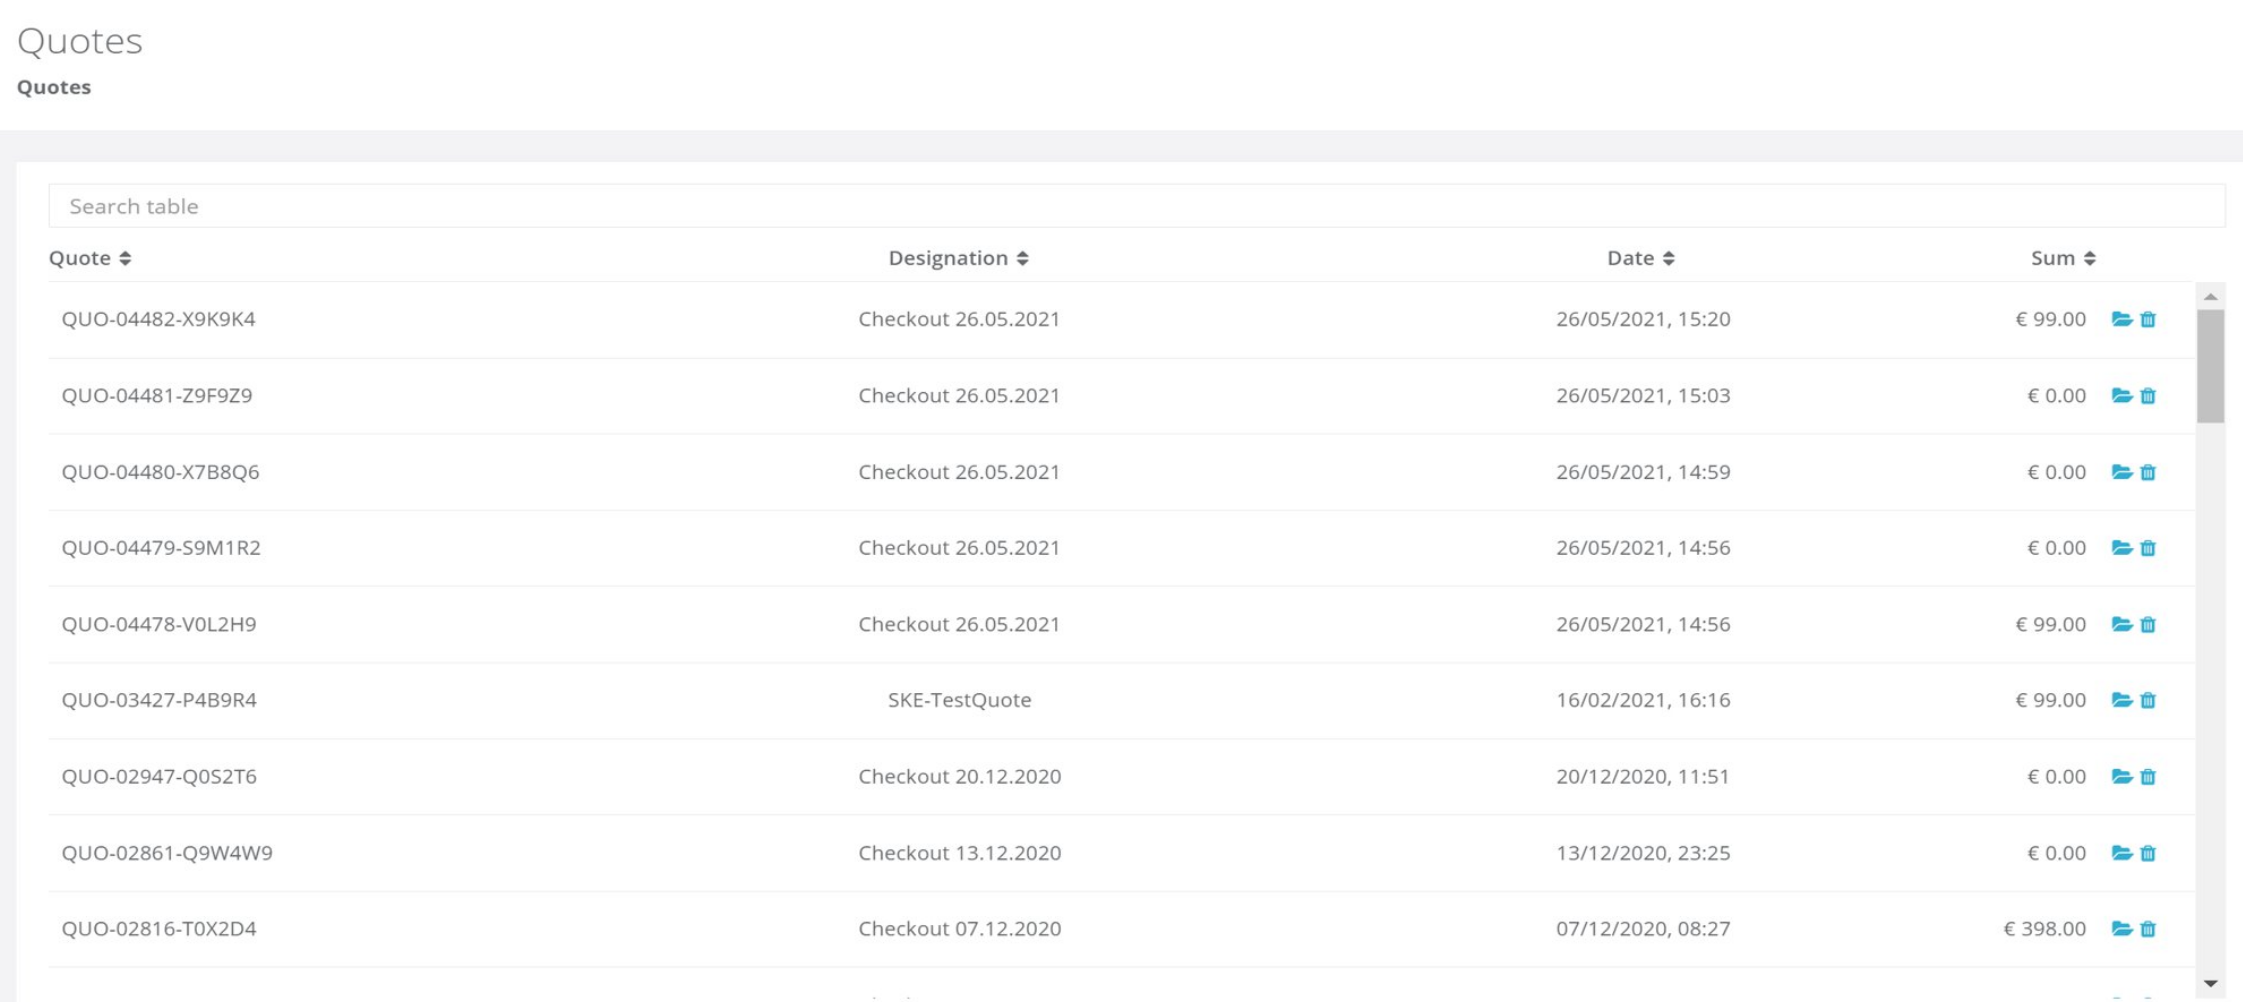 Quotes
Quotes
Search table
Quote Designation Date Sum
QUO-04482-X9K9K4 Checkout 26.05.2021 26/05/2021, 15:20 € 99.00
QUO-04481-Z9F9Z9 Checkout 26.05.2021 26/05/2021, 15:03 € 0.00
QUO-04480-X7B8Q6 Checkout 26.05.2021 26/05/2021, 14:59 € 0.00
QUO-04479-S9M1R2 Checkout 26.05.2021 26/05/2021, 14:56 € 0.00
QUO-04478-V0L2H9 Checkout 26.05.2021 26/05/2021, 14:56 € 99.00
QUO-03427-P4B9R4 SKE-TestQuote 16/02/2021, 16:16 € 99.00
QUO-02947-Q0S2T6 Checkout 20.12.2020 20/12/2020, 11:51 € 0.00
QUO-02861-Q9W4W9 Checkout 13.12.2020 13/12/2020, 23:25 € 0.00
QUO-02816-T0X2D4 Checkout 07.12.2020 07/12/2020, 08:27 € 398.00